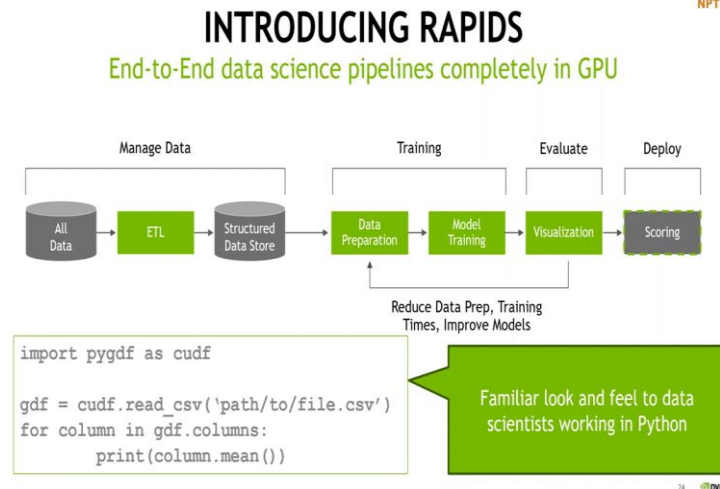 NPT
INTRODUCING RAPIDS
End-to-End data science pipelines completely in GPU
Manage Data
Training
Evaluate
Deploy
All
Data
ETL
Structured
Data Store
Data
Preparation
Model
Training
Visualization
Scoring
Reduce Data Prep, Training
Times, Improve Models
import pygdf as cudf
gdf = cudf.read_csv(‘path/to/file.csv’)
for column in gdf.columns:
print(column.mean())
Familiar look and feel to data
scientists working in Python